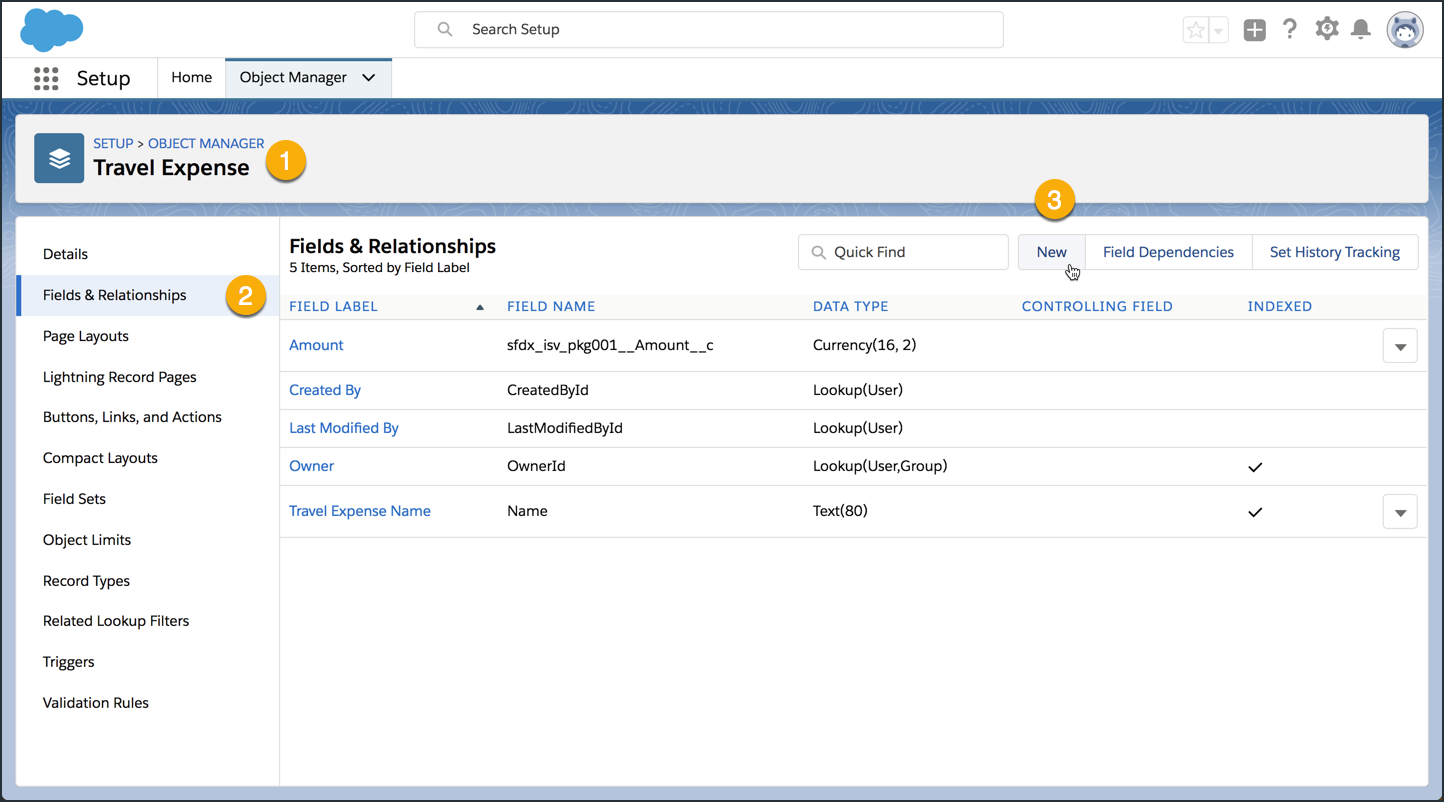 Search Setup
Setup
Home
Object Manager
SETUP > OBJECT MANAGER
Travel Expense
1
3
Details
Fields & Relationships
2
Page Layouts
Lightning Record Pages
Buttons, Links, and Actions
Compact Layouts
Field Sets
Object Limits
Record Types
Related Lookup Filters
Triggers
Validation Rules
Fields & Relationships
5 Items, Sorted by Field Label
Quick Find
New Field Dependencies Set History Tracking
FIELD LABEL FIELD NAME DATA TYPE CONTROLLING FIELD INDEXED
Amount sfdx_isv_pkg001__Amount__c Currency(16, 2)
Created By CreatedById Lookup(User)
Last Modified By LastModifiedById Lookup(User)
Owner OwnerId Lookup(User,Group)
Travel Expense Name Name Text(80)